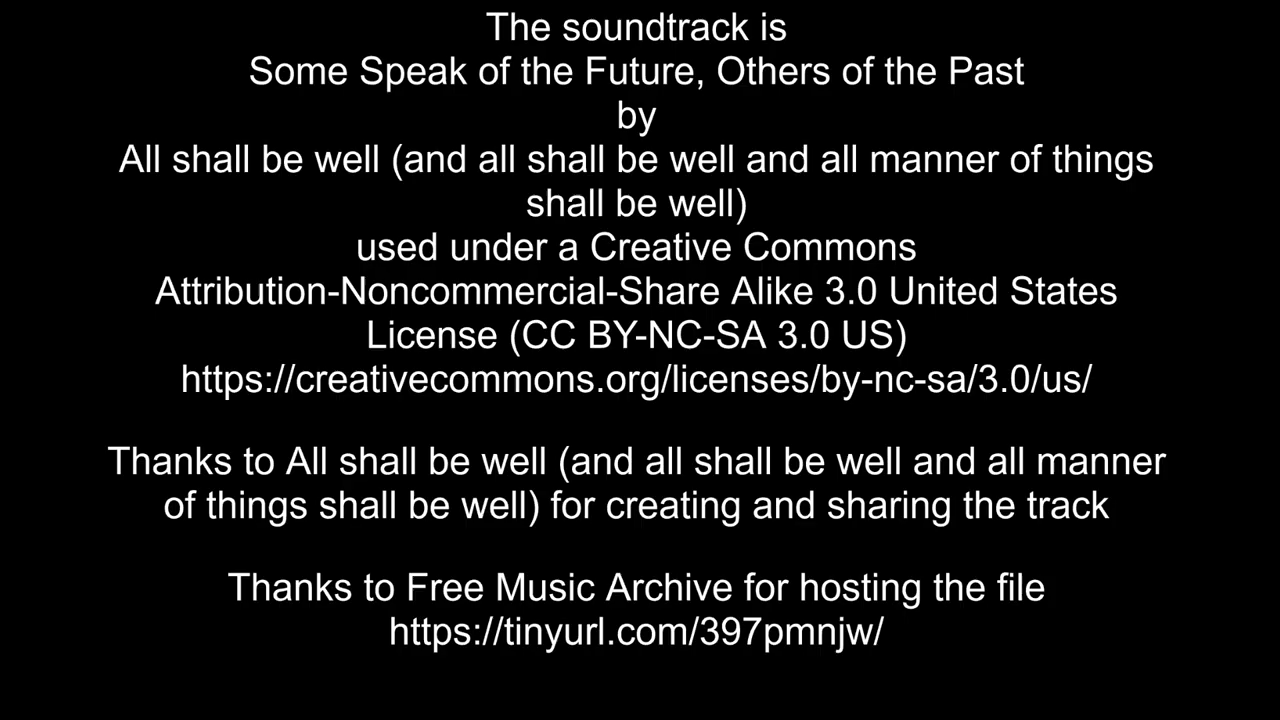 The soundtrack is
Some Speak of the Future, Others of the Past
by
All shall be well (and all shall be well and all manner of things
shall be well)
used under a Creative Commons
Attribution-Noncommercial-Share Alike 3.0 United States
License (CC BY-NC-SA 3.0 US)
https://creativecommons.org/licenses/by-nc-sa/3.0/us/
Thanks to All shall be well (and all shall be well and all manner
of things shall be well) for creating and sharing the track
Thanks to Free Music Archive for hosting the file
https://tinyurl.com/397pmnjw/